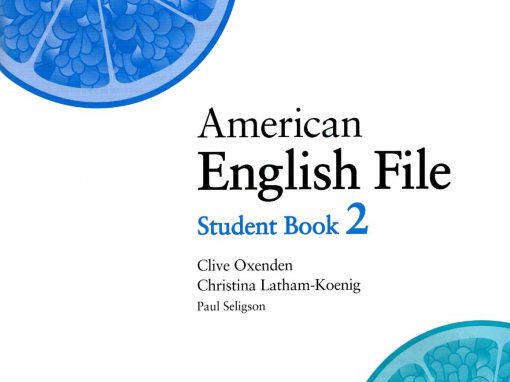 American
English File
Student Book 2
Clive Oxenden
Christina Latham-Koenig
Paul Seligson